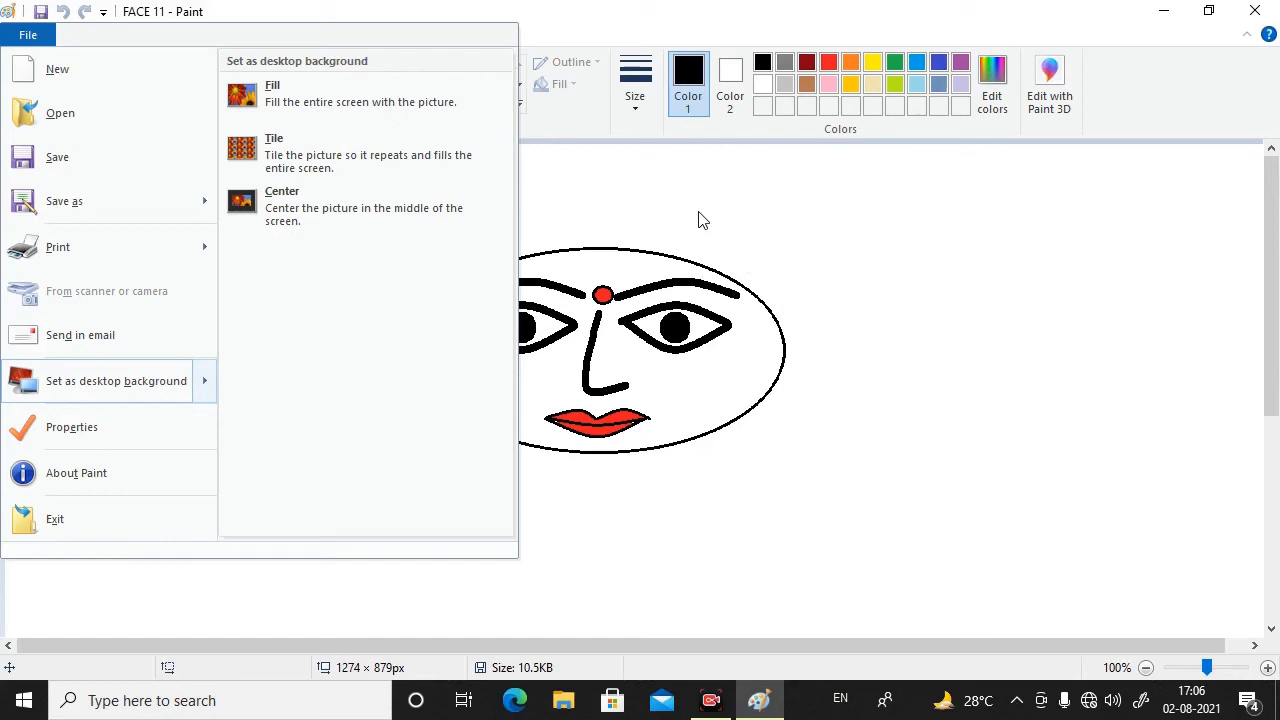 FACE 11 - Paint
File
New
Open
Save
Save as
Print
From scanner or camera
Send in email
Set as desktop background
Properties
About Paint
Exit
Set as desktop background
Fill
Fill the entire screen with the picture.
Tile
Tile the picture so it repeats and fills the
entire screen.
Center
Center the picture in the middle of the
screen.
Outline
Fill
Size
Color
1
Color
2
Edit
colors
Edit with
Paint 3D
Colors
1274 × 879px
Size: 10.5KB
100%
Type here to search
EN
28°C
17:06
02-08-2021
4